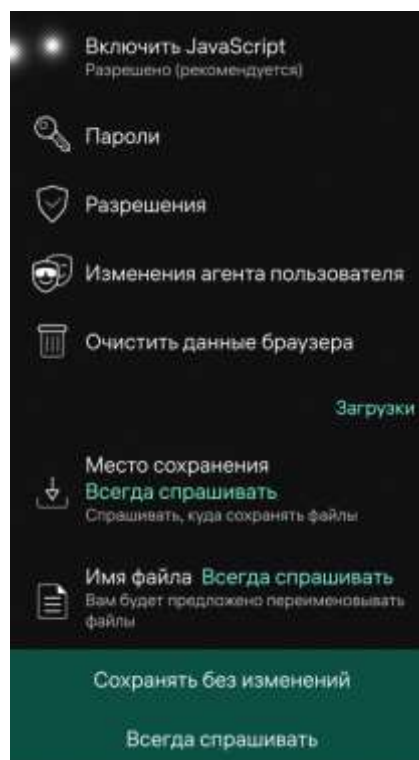 Включить JavaScript
Разрешено (рекомендуется)
Пароли
Разрешения
Изменения агента пользователя
Очистить данные браузера
Загрузки
Место сохранения
Всегда спрашивать
Спрашивать, куда сохранять файлы
Имя файла Всегда спрашивать
Вам будет предложено переименовывать
файлы
Сохранять без изменений
Всегда спрашивать